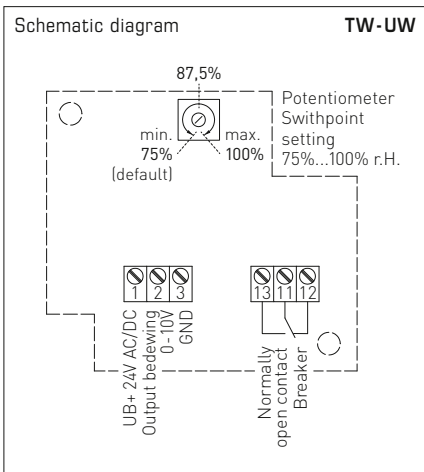 Schematic diagram
TW-UW
87,5%
min.
75%
(default)
max.
100%
Potentiometer
Swithpoint
setting
75%...100% r.H.
1 2 3
13 11 12
UB+ 24V AC/DC
Output bedewing
0-10V
GND
Normally
open contact
Breaker